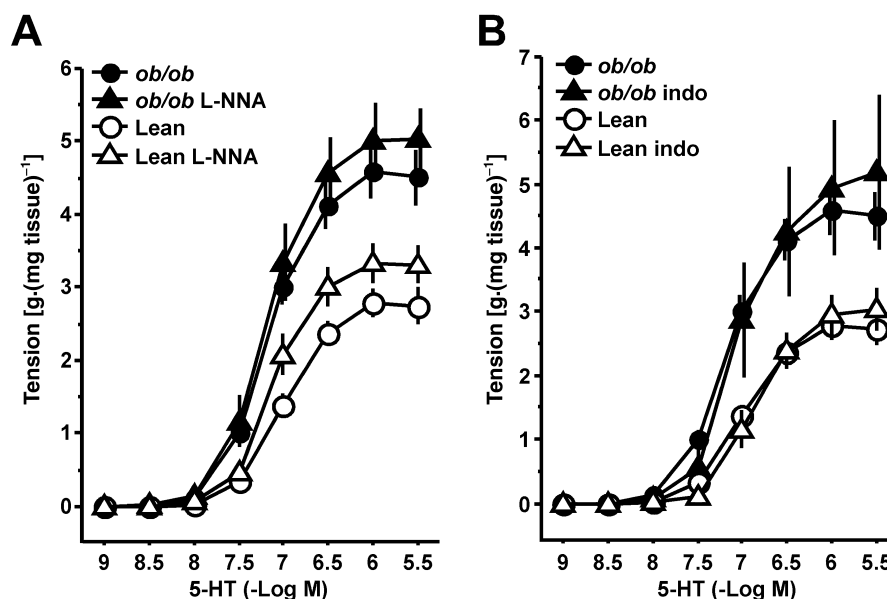 A
ob/ob
ob/ob L-NNA
Lean
Lean L-NNA
Tension [g.(mg tissue)⁻¹]
6
5
4
3
2
1
0
9 8.5 8 7.5 7 6.5 6 5.5
5-HT (-Log M)
B
ob/ob
ob/ob indo
Lean
Lean indo
Tension [g.(mg tissue)⁻¹]
7
6
5
4
3
2
1
0
9 8.5 8 7.5 7 6.5 6 5.5
5-HT (-Log M)